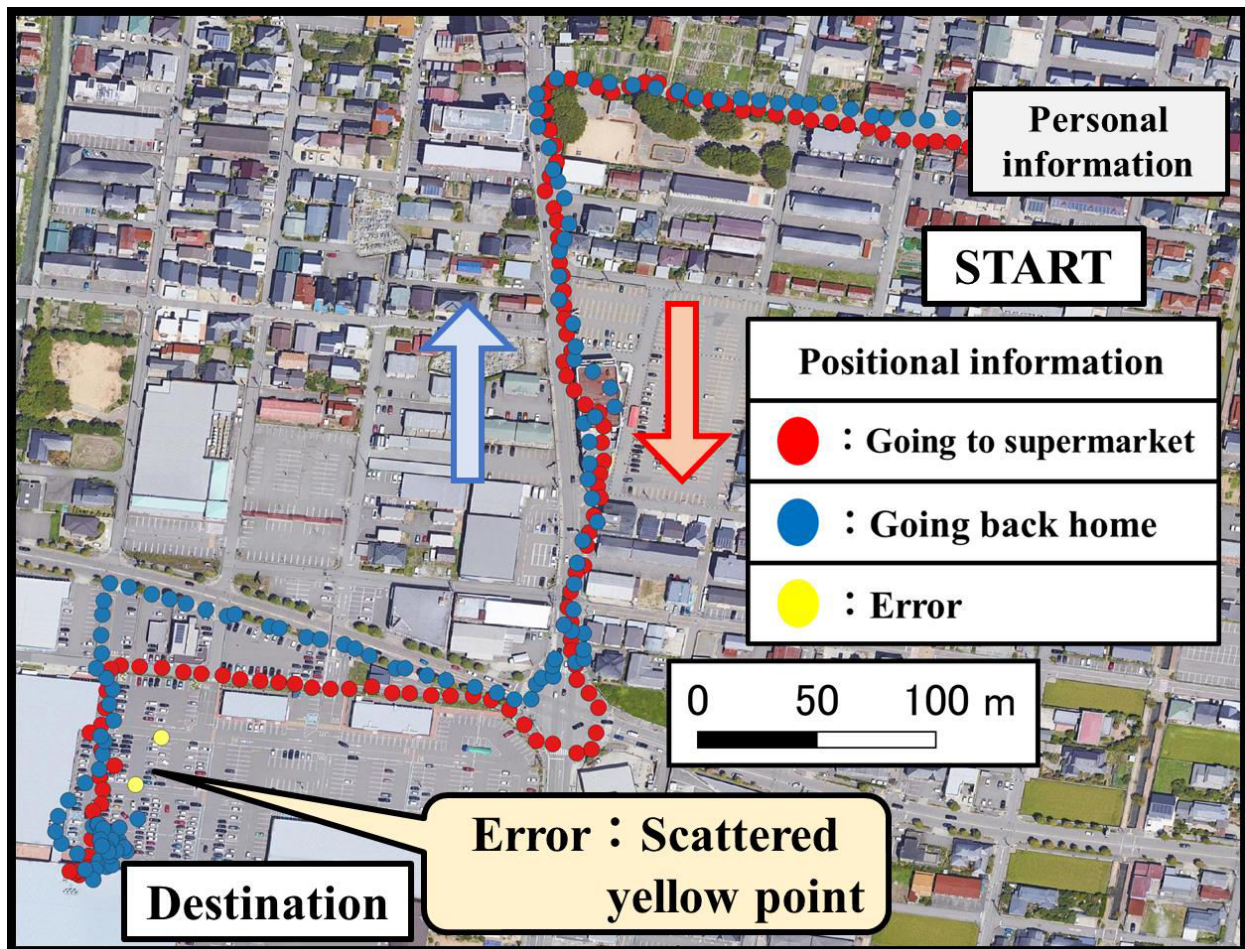 Personal
information
START
Positional information
：Going to supermarket
：Going back home
：Error
0 50 100 m
Error：Scattered
yellow point
Destination